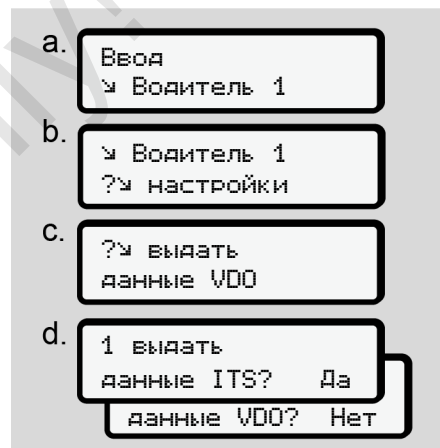 a.
Ввод
↘ Водитель 1
b.
↘ Водитель 1
?↘ настройки
c.
?↘ выдать
данные VDO
d.
1 выдать
данные ITS? Да
данные VDO? Нет